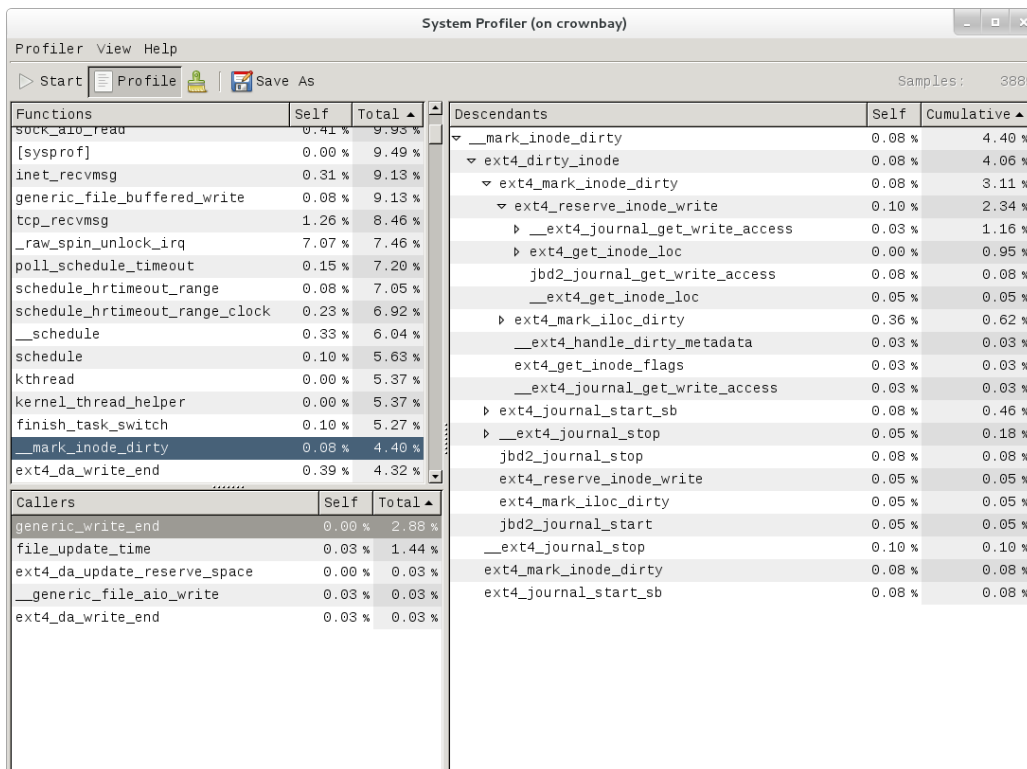 System Profiler (on crownbay)
Profiler View Help
Start Profile Save As Samples: 388
Functions Self Total
sock_aio_read 0.41 % 9.93 %
[sysprof] 0.00 % 9.49 %
inet_recvmsg 0.31 % 9.13 %
generic_file_buffered_write 0.08 % 9.13 %
tcp_recvmsg 1.26 % 8.46 %
_raw_spin_unlock_irq 7.07 % 7.46 %
poll_schedule_timeout 0.15 % 7.20 %
schedule_hrtimeout_range 0.08 % 7.05 %
schedule_hrtimeout_range_clock 0.23 % 6.92 %
__schedule 0.33 % 6.04 %
schedule 0.10 % 5.63 %
kthread 0.00 % 5.37 %
kernel_thread_helper 0.00 % 5.37 %
finish_task_switch 0.10 % 5.27 %
__mark_inode_dirty 0.08 % 4.40 %
ext4_da_write_end 0.39 % 4.32 %
Callers Self Total
generic_write_end 0.00 % 2.88 %
file_update_time 0.03 % 1.44 %
ext4_da_update_reserve_space 0.00 % 0.03 %
__generic_file_aio_write 0.03 % 0.03 %
ext4_da_write_end 0.03 % 0.03 %
Descendants Self Cumulative
__mark_inode_dirty 0.08 % 4.40 %
ext4_dirty_inode 0.08 % 4.06 %
ext4_mark_inode_dirty 0.08 % 3.11 %
ext4_reserve_inode_write 0.10 % 2.34 %
__ext4_journal_get_write_access 0.03 % 1.16 %
ext4_get_inode_loc 0.00 % 0.95 %
jbd2_journal_get_write_access 0.08 % 0.08 %
__ext4_get_inode_loc 0.05 % 0.05 %
ext4_mark_iloc_dirty 0.36 % 0.62 %
__ext4_handle_dirty_metadata 0.03 % 0.03 %
ext4_get_inode_flags 0.03 % 0.03 %
__ext4_journal_get_write_access 0.03 % 0.03 %
ext4_journal_start_sb 0.08 % 0.46 %
__ext4_journal_stop 0.05 % 0.18 %
jbd2_journal_stop 0.08 % 0.08 %
ext4_reserve_inode_write 0.05 % 0.05 %
ext4_mark_iloc_dirty 0.05 % 0.05 %
jbd2_journal_start 0.05 % 0.05 %
__ext4_journal_stop 0.10 % 0.10 %
ext4_mark_inode_dirty 0.08 % 0.08 %
ext4_journal_start_sb 0.08 % 0.08 %